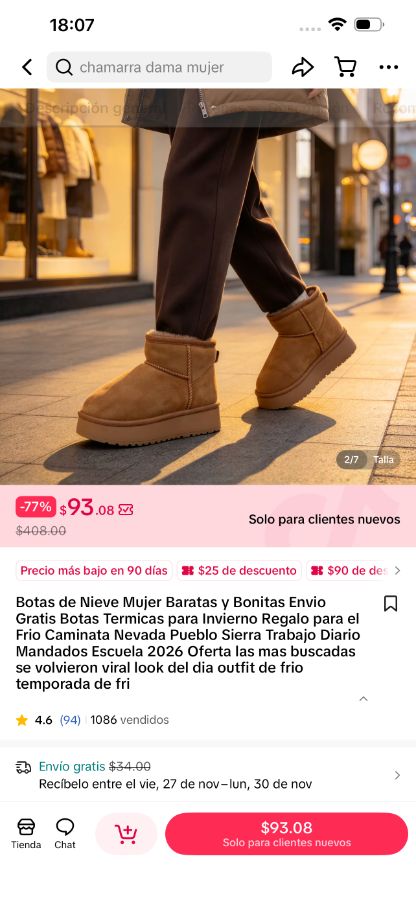 18:07
chamarra dama mujer
Descripción general
2/7 Talla
-77% $93.08
$408.00
Solo para clientes nuevos
Precio más bajo en 90 días $25 de descuento $90 de des
Botas de Nieve Mujer Baratas y Bonitas Envio
Gratis Botas Termicas para Invierno Regalo para el
Frio Caminata Nevada Pueblo Sierra Trabajo Diario
Mandados Escuela 2026 Oferta las mas buscadas
se volvieron viral look del dia outfit de frio
temporada de fri
4.6 (94) 1086 vendidos
Envío gratis $34.00
Recíbelo entre el vie, 27 de nov–lun, 30 de nov
Tienda Chat
$93.08
Solo para clientes nuevos